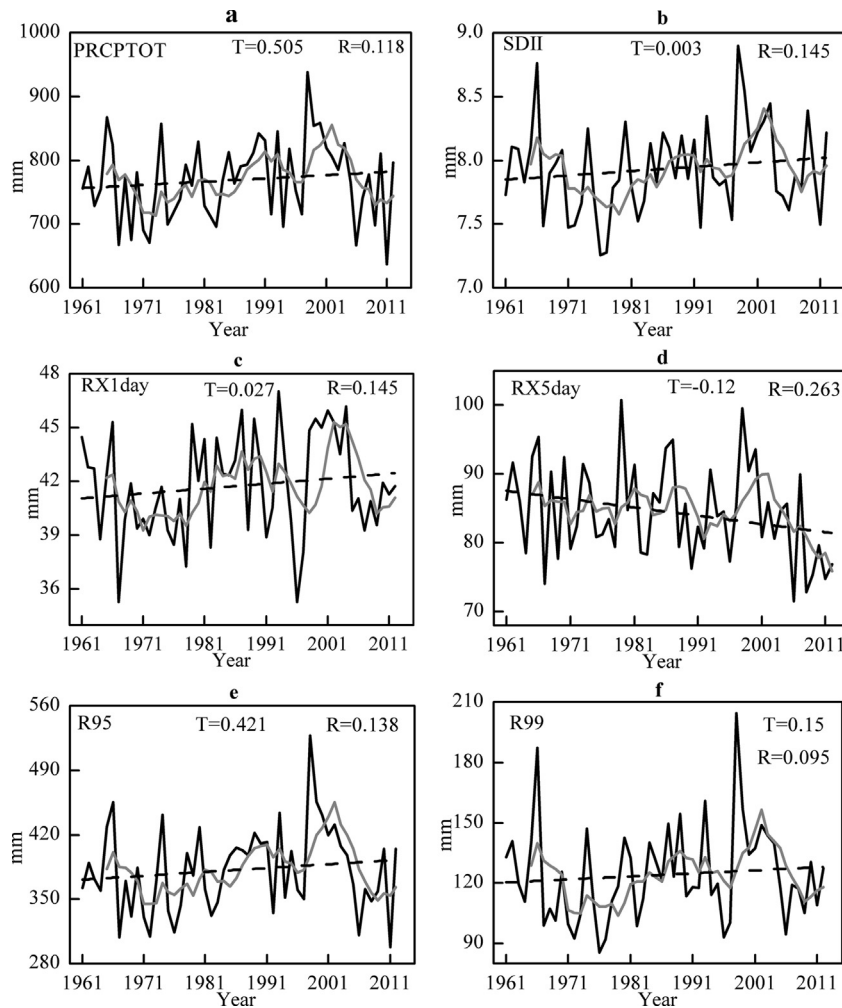 a
PRCPTOT T=0.505 R=0.118
1000
900
800
700
600
mm
1961 1971 1981 1991 2001 2011
Year
b
SDII T=0.003 R=0.145
9.0
8.5
8.0
7.5
7.0
mm
1961 1971 1981 1991 2001 2011
Year
c
RX1day T=0.027 R=0.145
48
45
42
39
36
mm
1961 1971 1981 1991 2001 2011
Year
d
RX5day T=-0.12 R=0.263
100
90
80
70
mm
1961 1971 1981 1991 2001 2011
Year
e
R95 T=0.421 R=0.138
560
490
420
350
280
mm
1961 1971 1981 1991 2001 2011
Year
f
R99 T=0.15
R=0.095
210
180
150
120
90
mm
1961 1971 1981 1991 2001 2011
Year